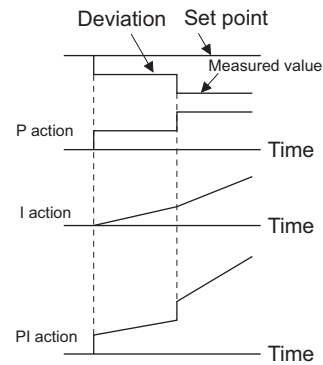 Deviation Set point
Measured value
P action
Time
I action
Time
PI action
Time